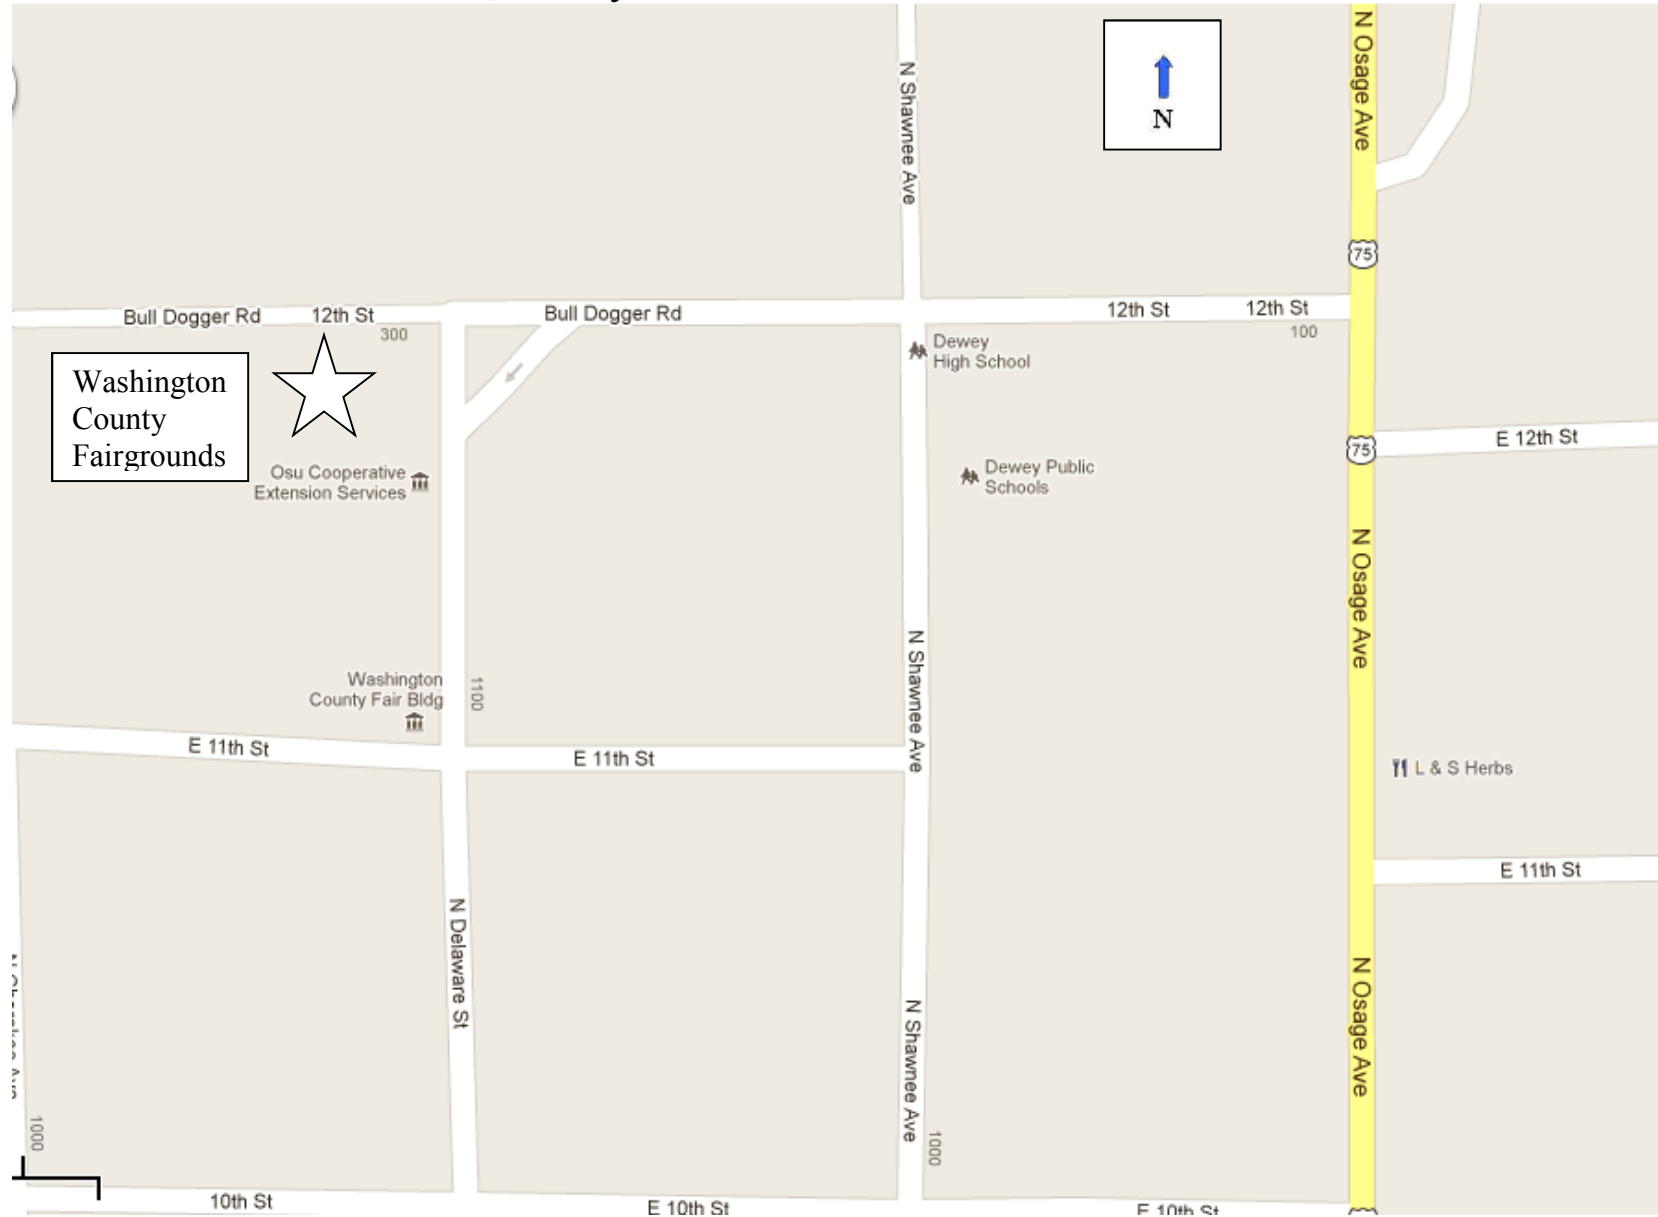 N Osage Ave
N Shawnee Ave
N
75
Bull Dogger Rd
12th St
Bull Dogger Rd
12th St
12th St
300
100
Dewey
High School
Washington
County
Fairgrounds
E 12th St
75
Osu Cooperative
Extension Services
Dewey Public
Schools
N Osage Ave
N Shawnee Ave
Washington
County Fair Bldg
1100
E 11th St
E 11th St
L & S Herbs
E 11th St
N Delaware St
N Osage Ave
N Shawnee Ave
1000
1000
10th St
E 10th St
E 10th St